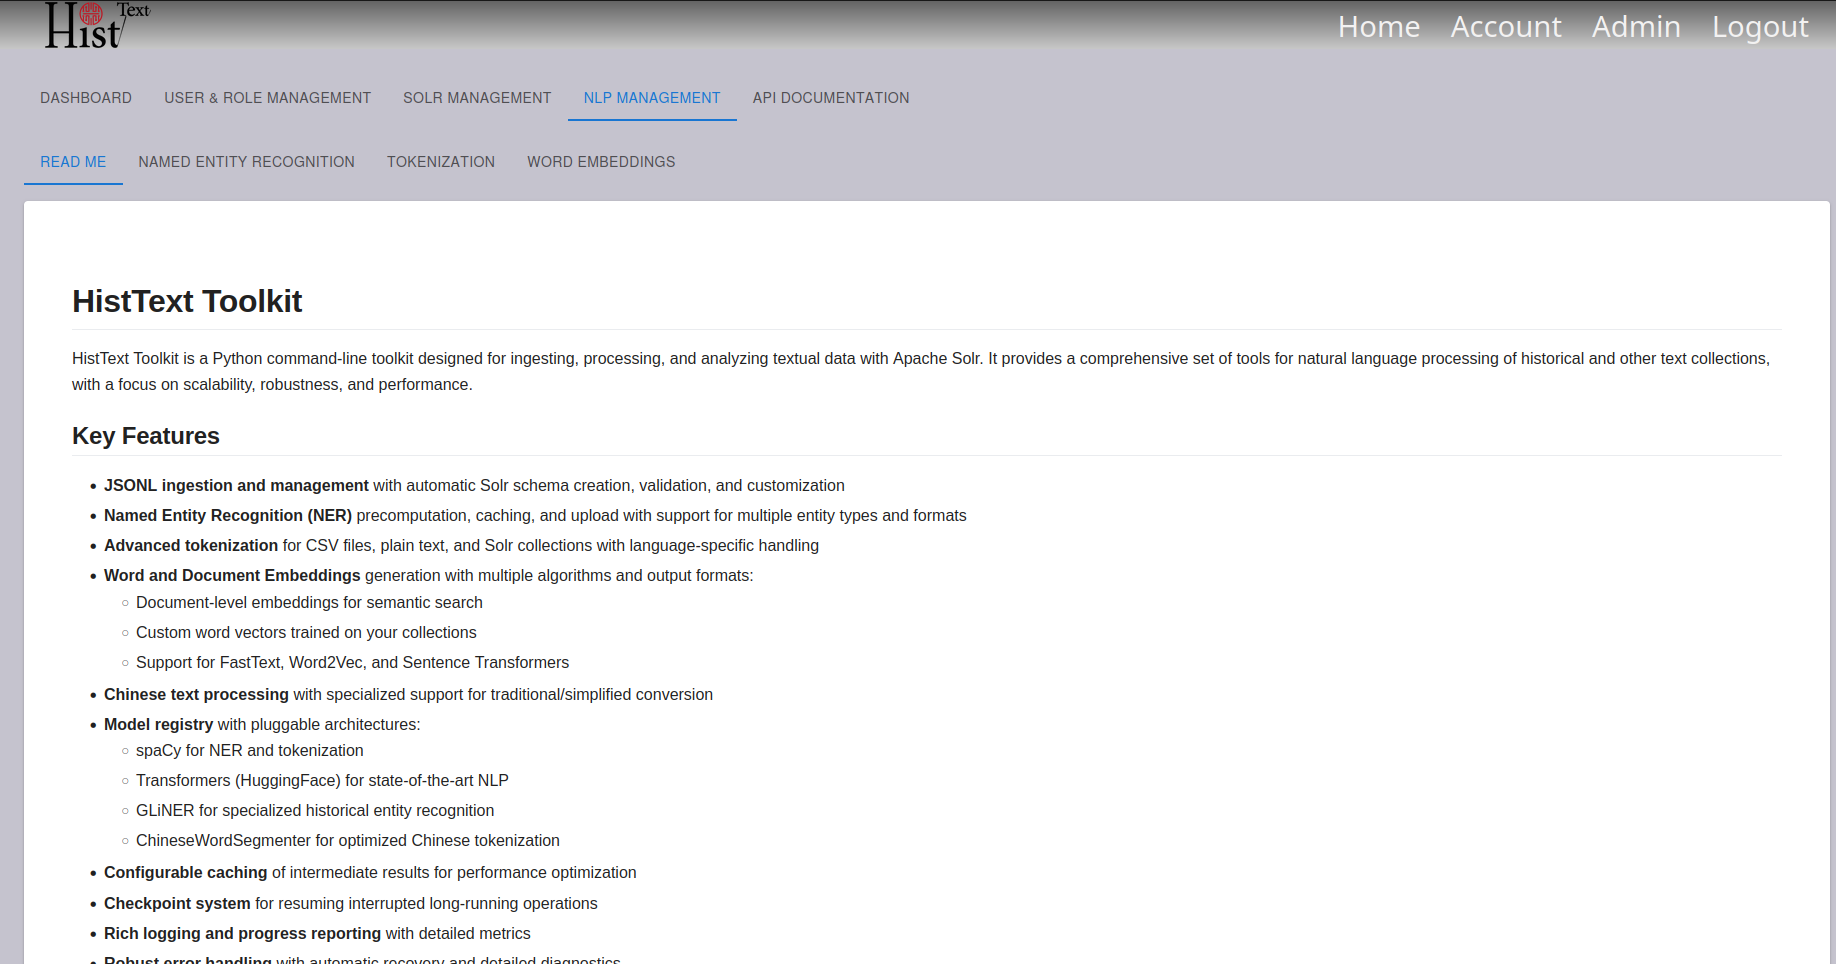 Hist Text
Home Account Admin Logout
DASHBOARD USER & ROLE MANAGEMENT SOLR MANAGEMENT NLP MANAGEMENT API DOCUMENTATION
READ ME NAMED ENTITY RECOGNITION TOKENIZATION WORD EMBEDDINGS
HistText Toolkit
HistText Toolkit is a Python command-line toolkit designed for ingesting, processing, and analyzing textual data with Apache Solr. It provides a comprehensive set of tools for natural language processing of historical and other text collections,
with a focus on scalability, robustness, and performance.
Key Features
• JSONL ingestion and management with automatic Solr schema creation, validation, and customization
• Named Entity Recognition (NER) precomputation, caching, and upload with support for multiple entity types and formats
• Advanced tokenization for CSV files, plain text, and Solr collections with language-specific handling
• Word and Document Embeddings generation with multiple algorithms and output formats:
○ Document-level embeddings for semantic search
○ Custom word vectors trained on your collections
○ Support for FastText, Word2Vec, and Sentence Transformers
• Chinese text processing with specialized support for traditional/simplified conversion
• Model registry with pluggable architectures:
○ spaCy for NER and tokenization
○ Transformers (HuggingFace) for state-of-the-art NLP
○ GLiNER for specialized historical entity recognition
○ ChineseWordSegmenter for optimized Chinese tokenization
• Configurable caching of intermediate results for performance optimization
• Checkpoint system for resuming interrupted long-running operations
• Rich logging and progress reporting with detailed metrics
• Robust error handling with automatic recovery and detailed diagnostics